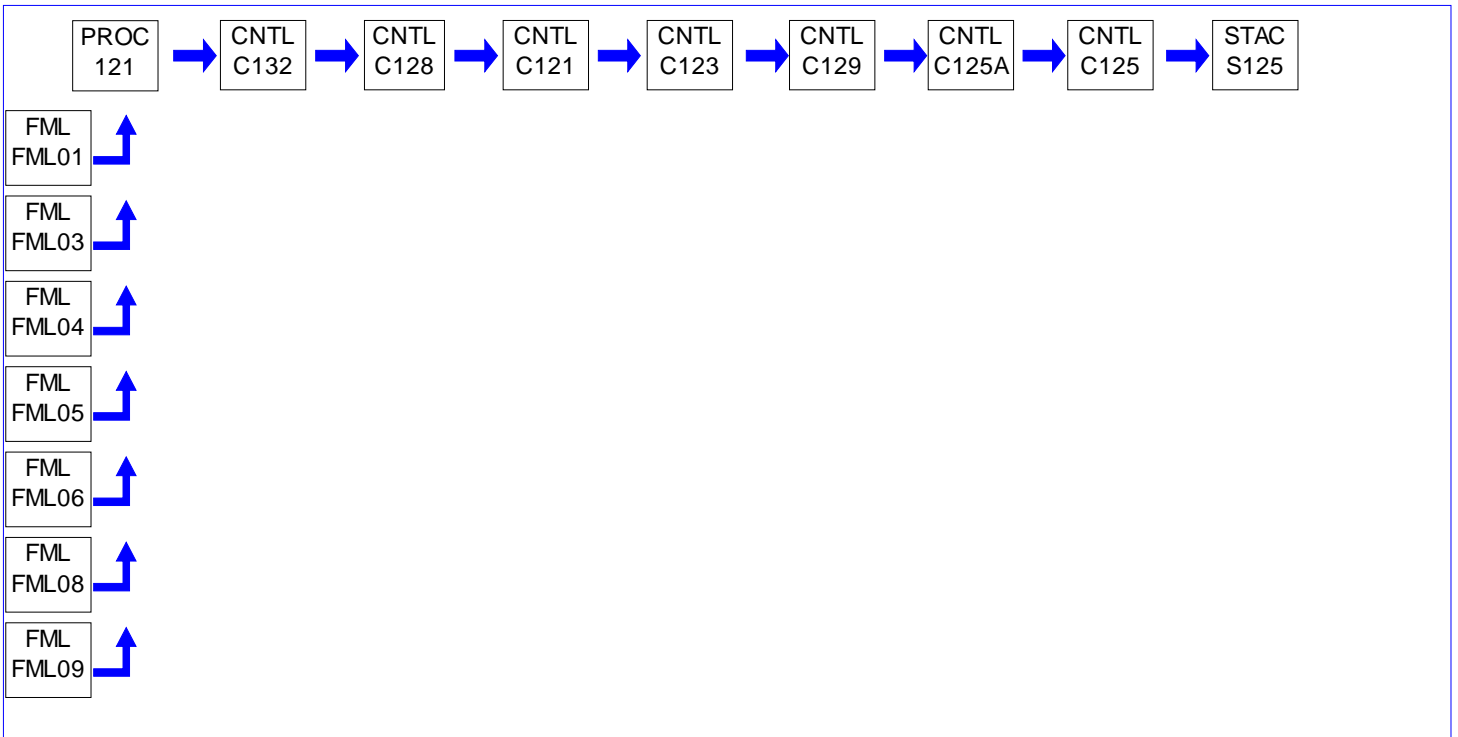 PROC
121
CNTL
C132
CNTL
C128
CNTL
C121
CNTL
C123
CNTL
C129
CNTL
C125A
CNTL
C125
STAC
S125
FML
FML01
FML
FML03
FML
FML04
FML
FML05
FML
FML06
FML
FML08
FML
FML09